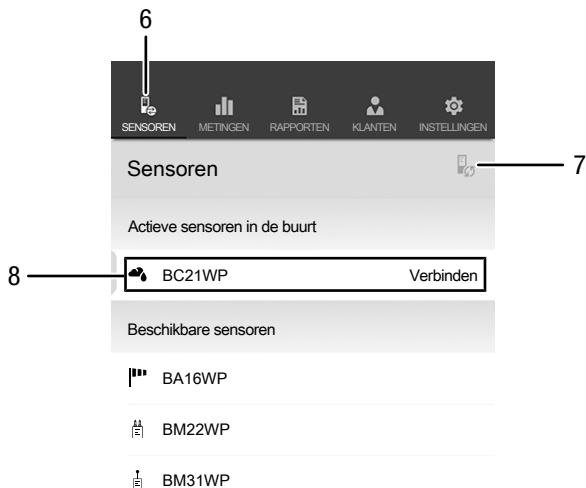 6
SENSOREN METINGEN RAPPORTEN KLANTEN INSTELLINGEN
Sensoren 7
Actieve sensoren in de buurt
8 BC21WP Verbinden
Beschikbare sensoren
BA16WP
BM22WP
BM31WP